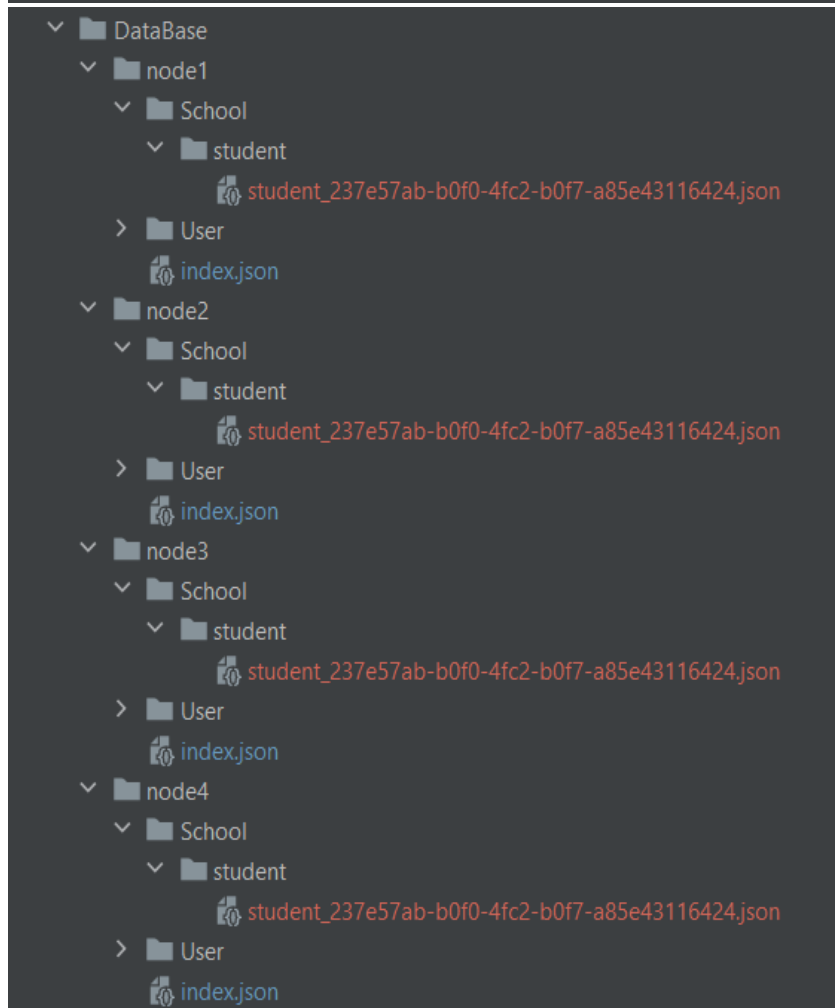 DataBase
node1
School
student
student_237e57ab-b0f0-4fc2-b0f7-a85e43116424.json
User
index.json
node2
School
student
student_237e57ab-b0f0-4fc2-b0f7-a85e43116424.json
User
index.json
node3
School
student
student_237e57ab-b0f0-4fc2-b0f7-a85e43116424.json
User
index.json
node4
School
student
student_237e57ab-b0f0-4fc2-b0f7-a85e43116424.json
User
index.json